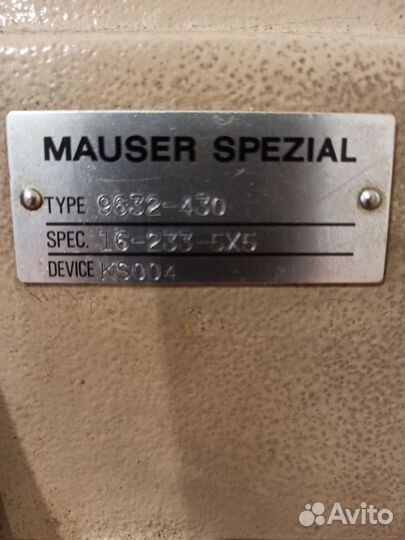 MAUSER SPEZIAL
TYPE 9632-430
SPEC. 16-233-5X5
DEVICE KS004
Avito